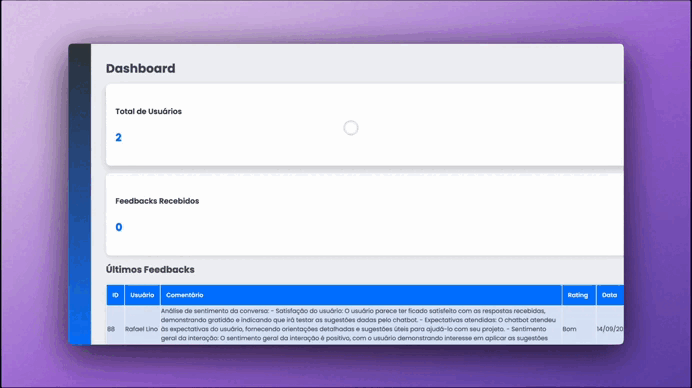 Dashboard
Total de Usuários
2
Feedbacks Recebidos
0
Últimos Feedbacks
ID Usuário Comentário Rating Data
Análise de sentimento da conversa: - Satisfação do usuário: O usuário parece ter ficado satisfeito com as respostas recebidas,
demonstrando gratidão e indicando que irá testar as sugestões dadas pelo chatbot. - Expectativas atendidas: O chatbot atendeu
88 Rafael Lino às expectativas do usuário, fornecendo orientações detalhadas e sugestões úteis para ajudá-lo com seu projeto. - Sentimento Bom 14/09/20
geral da interação: O sentimento geral da interação é positivo, com o usuário demonstrando interesse em aplicar as sugestões